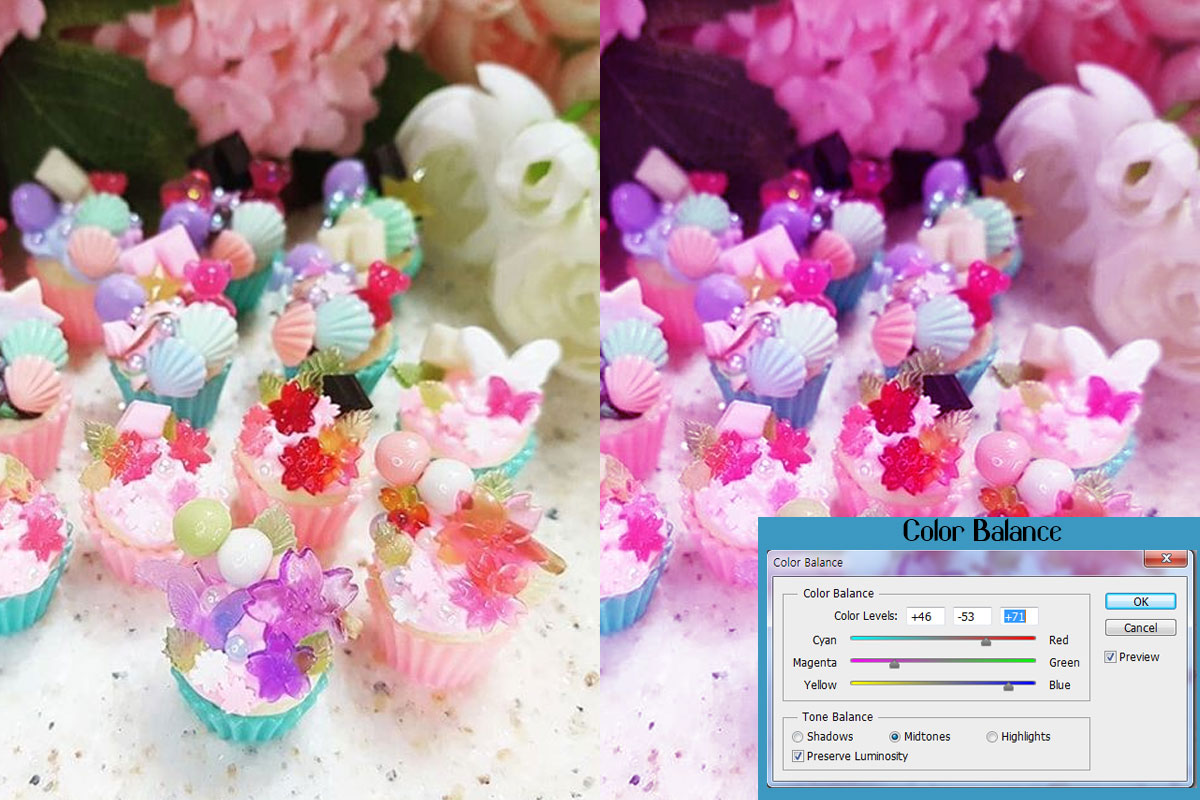 Color Balance
Color Balance
Color Balance
Color Levels: +46 -53 +71
Cyan Red
Magenta Green
Yellow Blue
OK
Cancel
Preview
Tone Balance
Shadows Midtones Highlights
Preserve Luminosity